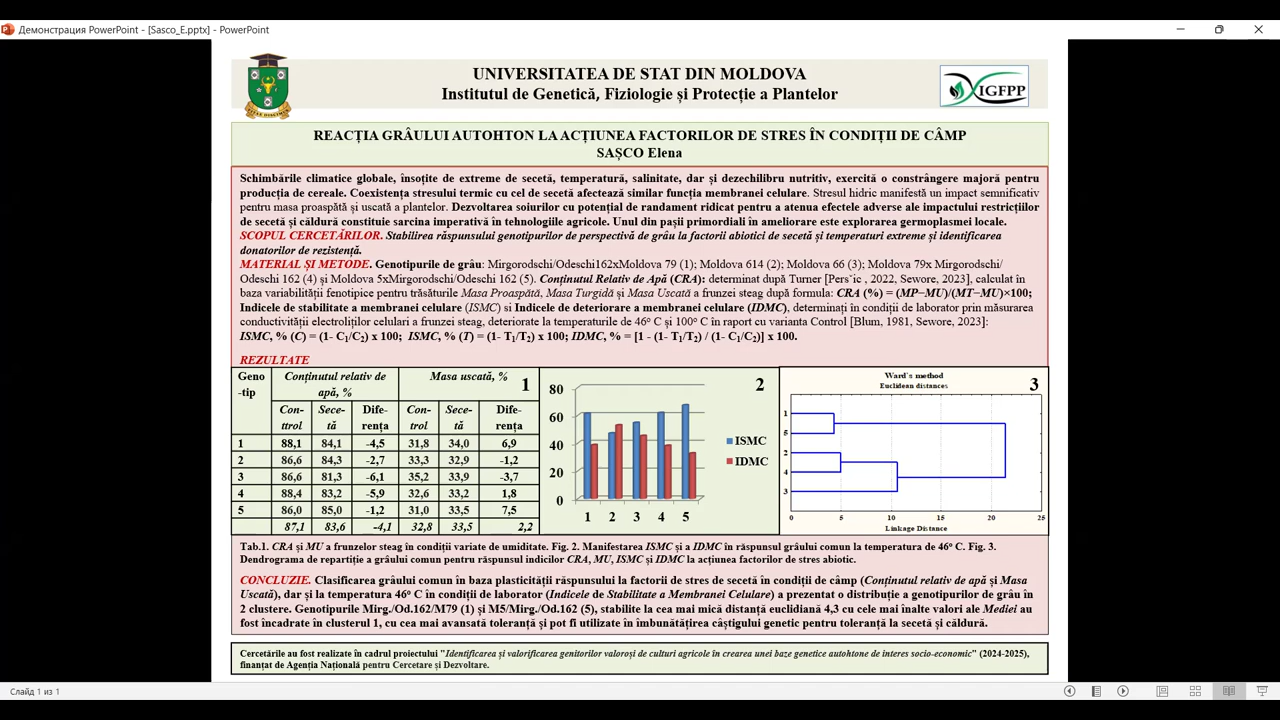 Демонстрация PowerPoint - [Sasco_E.pptx] - PowerPoint
UNIVERSITATEA DE STAT DIN MOLDOVA
Institutul de Genetică, Fiziologie și Protecție a Plantelor
IGFPP
REACȚIA GRÂULUI AUTOHTON LA ACȚIUNEA FACTORILOR DE STRES ÎN CONDIȚII DE CÂMP
SAȘCO Elena
Schimbările climatice globale, însoțite de extreme de secetă, temperatură, salinitate, dar și dezechilibru nutritiv, exercită o constrângere majoră pentru
producția de cereale. Coexistența stresului termic cu cel de secetă afectează similar funcția membranei celulare. Stresul hidric manifestă un impact semnificativ
pentru masa proaspătă și uscată a plantelor. Dezvoltarea soiurilor cu potențial de randament ridicat pentru a atenua efectele adverse ale impactului restricțiilor
de secetă și căldură constituie sarcina imperativă în tehnologiile agricole. Unul din pașii primordiali în ameliorare este explorarea germoplasmei locale.
SCOPUL CERCETĂRILOR. Stabilirea răspunsului genotipurilor de perspectivă de grâu la factorii abiotici de secetă și temperaturi extreme și identificarea
donatorilor de rezistență.
MATERIAL ȘI METODE. Genotipurile de grâu: Mirgorodschi/Odeschi162xMoldova 79 (1); Moldova 614 (2); Moldova 66 (3); Moldova 79x Mirgorodschi/
Odeschi 162 (4) și Moldova 5xMirgorodschi/Odeschi 162 (5). Conținutul Relativ de Apă (CRA): determinat după Turner [Persˇic , 2022, Sewore, 2023], calculat în
baza variabilității fenotipice pentru trăsăturile Masa Proaspătă, Masa Turgidă și Masa Uscată a frunzei steag după formula: CRA (%) = (MP−MU)/(MT−MU)×100;
Indicele de stabilitate a membranei celulare (ISMC) si Indicele de deteriorare a membranei celulare (IDMC), determinați în condiții de laborator prin măsurarea
conductivității electroliților celulari a frunzei steag, deteriorate la temperaturile de 46º C și 100º C în raport cu varianta Control [Blum, 1981, Sewore, 2023]:
ISMC, % (C) = (1- C₁/C₂) x 100; ISMC, % (T) = (1- T₁/T₂) x 100; IDMC, % = [1 - (1- T₁/T₂) / (1- C₁/C₂)] x 100.
REZULTATE
Geno Conținutul relativ de Masa uscată, % 1
-tip apă, %
Con- Sece- Dife- Con- Sece- Dife-
ttrol tă rența trol tă rența
1 88,1 84,1 -4,5 31,8 34,0 6,9
2 86,6 84,3 -2,7 33,3 32,9 -1,2
3 86,6 81,3 -6,1 35,2 33,9 -3,7
4 88,4 83,2 -5,9 32,6 33,2 1,8
5 86,0 85,0 -1,2 31,0 33,5 7,5
87,1 83,6 -4,1 32,8 33,5 2,2
2
80
60
40
20
0
1 2 3 4 5
ISMC
IDMC
Ward`s method
Euclidean distances
3
1
5
2
4
3
0 5 10 15 20 25
Linkage Distance
Tab.1. CRA și MU a frunzelor steag în condiții variate de umiditate. Fig. 2. Manifestarea ISMC și a IDMC în răspunsul grâului comun la temperatura de 46º C. Fig. 3.
Dendrograma de repartiție a grâului comun pentru răspunsul indicilor CRA, MU, ISMC și IDMC la acțiunea factorilor de stres abiotic.
CONCLUZIE. Clasificarea grâului comun în baza plasticității răspunsului la factorii de stres de secetă în condiții de câmp (Conținutul relativ de apă și Masa
Uscată), dar și la temperatura 46º C în condiții de laborator (Indicele de Stabilitate a Membranei Celulare) a prezentat o distribuție a genotipurilor de grâu în
2 clustere. Genotipurile Mirg./Od.162/M79 (1) și M5/Mirg./Od.162 (5), stabilite la cea mai mică distanță euclidiană 4,3 cu cele mai înalte valori ale Mediei au
fost încadrate în clusterul 1, cu cea mai avansată toleranță și pot fi utilizate în îmbunătățirea câștigului genetic pentru toleranță la secetă și căldură.
Cercetările au fost realizate în cadrul proiectului "Identificarea și valorificarea genitorilor valoroși de culturi agricole în crearea unei baze genetice autohtone de interes socio-economic" (2024-2025),
finanțat de Agenția Națională pentru Cercetare și Dezvoltare.
Слайд 1 из 1